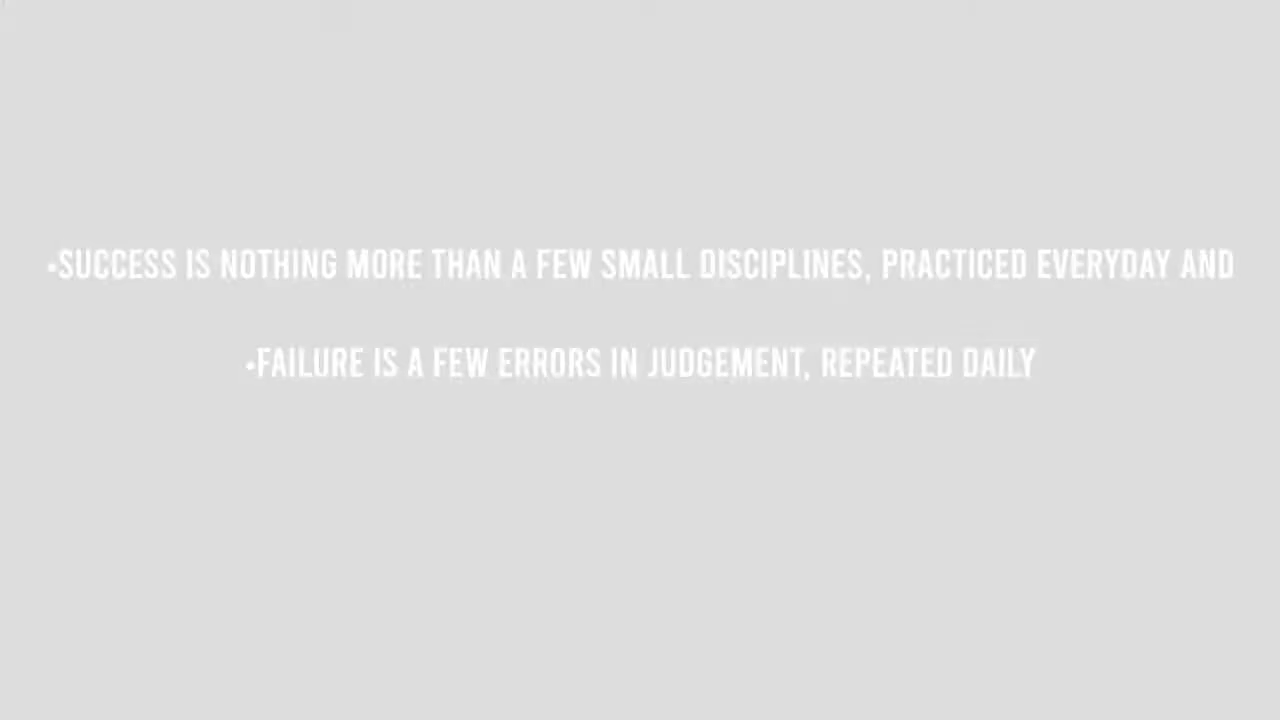 •SUCCESS IS NOTHING MORE THAN A FEW SMALL DISCIPLINES, PRACTICED EVERYDAY AND
•FAILURE IS A FEW ERRORS IN JUDGEMENT, REPEATED DAILY